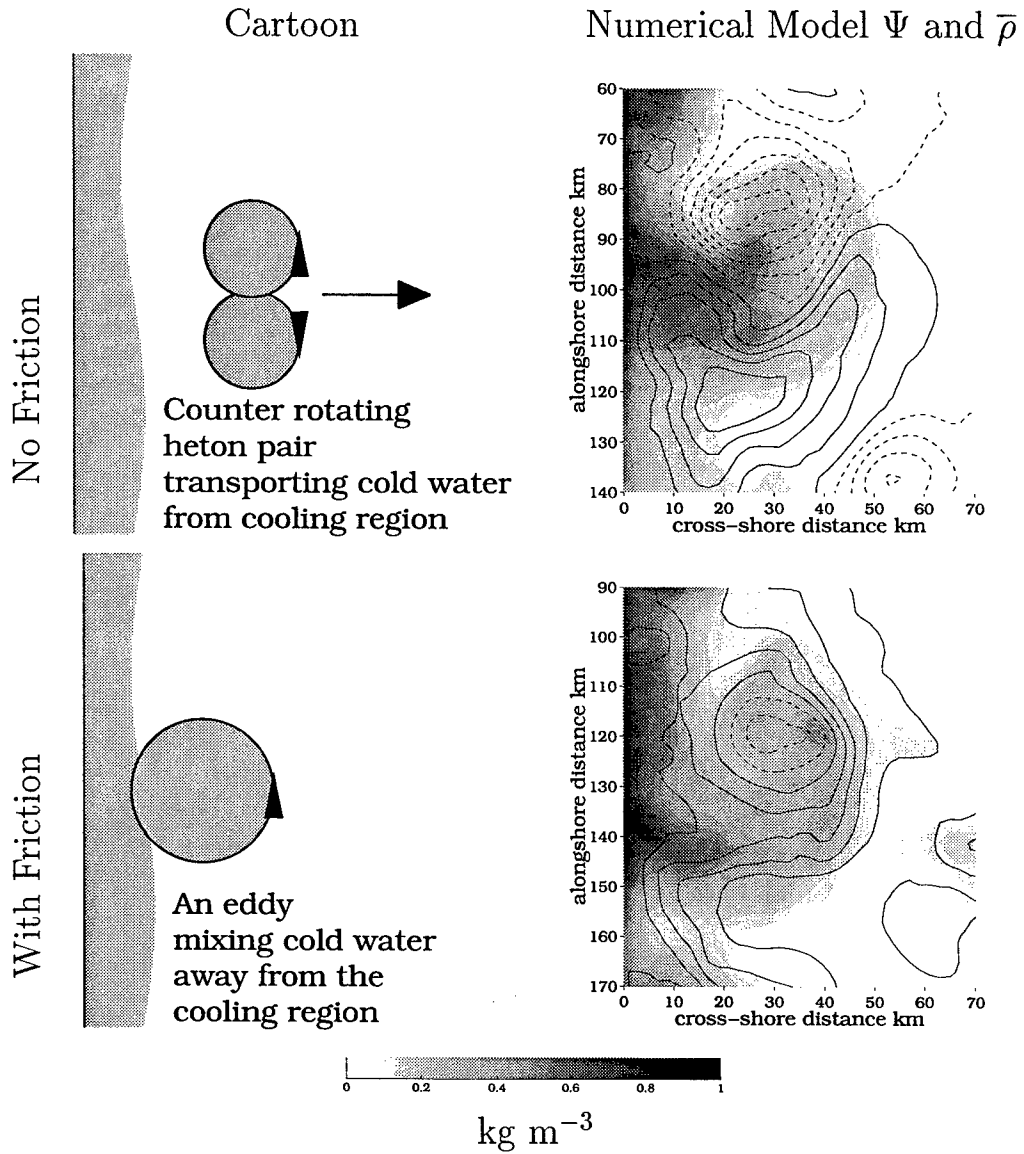 Cartoon
Numerical Model Ψ and ρ̅
No Friction
Counter rotating
heton pair
transporting cold water
from cooling region
alongshore distance km
60
70
80
90
100
110
120
130
140
0 10 20 30 40 50 60 70
cross-shore distance km
With Friction
An eddy
mixing cold water
away from the
cooling region
alongshore distance km
90
100
110
120
130
140
150
160
170
0 10 20 30 40 50 60 70
cross-shore distance km
0 0.2 0.4 0.6 0.8 1
kg m⁻³